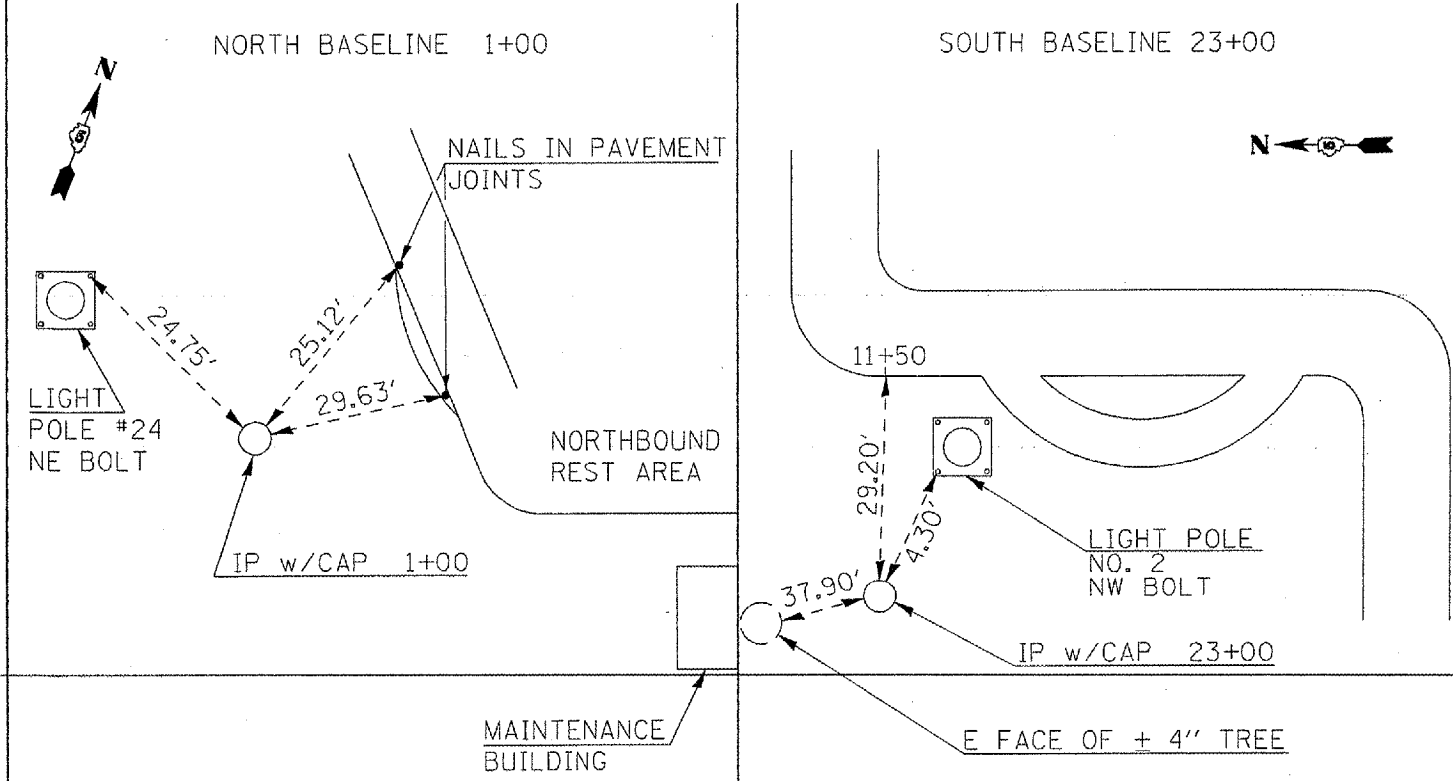 NORTH BASELINE 1+00
N
NAILS IN PAVEMENT
JOINTS
24.75'
25.12'
29.63'
LIGHT
POLE #24
NE BOLT
NORTHBOUND
REST AREA
IP w/CAP 1+00
MAINTENANCE
BUILDING
SOUTH BASELINE 23+00
N
11+50
29.20'
4.30'
37.90'
LIGHT POLE
NO. 2
NW BOLT
IP w/CAP 23+00
E FACE OF ± 4" TREE